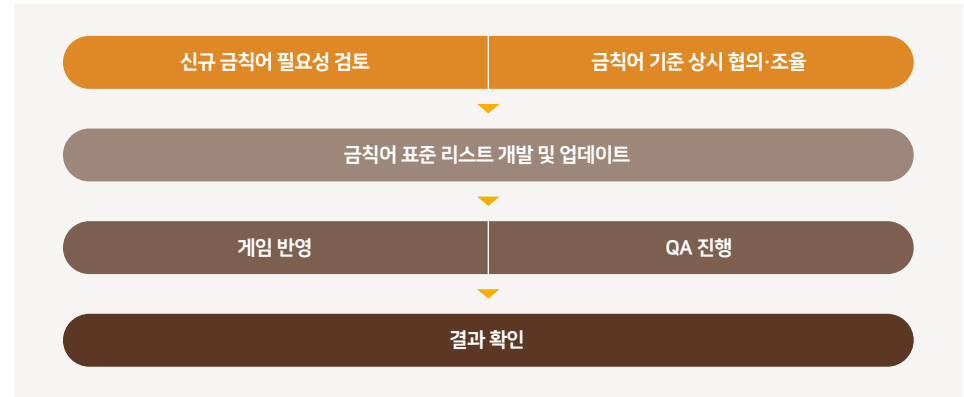 신규 금칙어 필요성 검토
금칙어 기준 상시 협의·조율
금칙어 표준 리스트 개발 및 업데이트
게임 반영
QA 진행
결과 확인